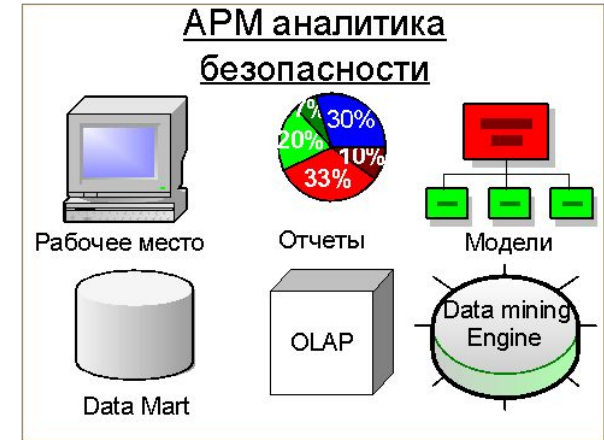 АРМ аналитика
безопасности
7%
30%
20%
10%
33%
Рабочее место
Отчеты
Модели
Data mining
Engine
OLAP
Data Mart